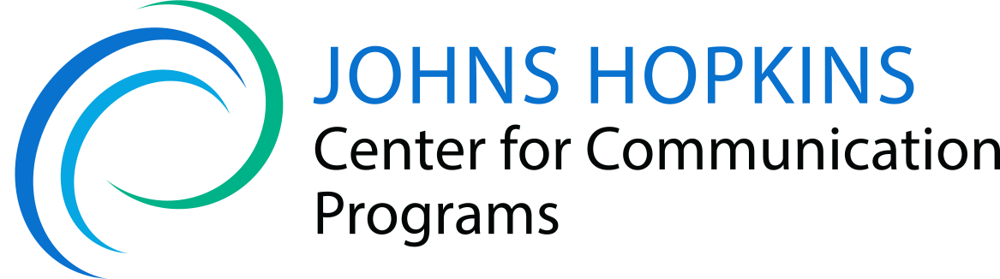 JOHNS HOPKINS
Center for Communication
Programs